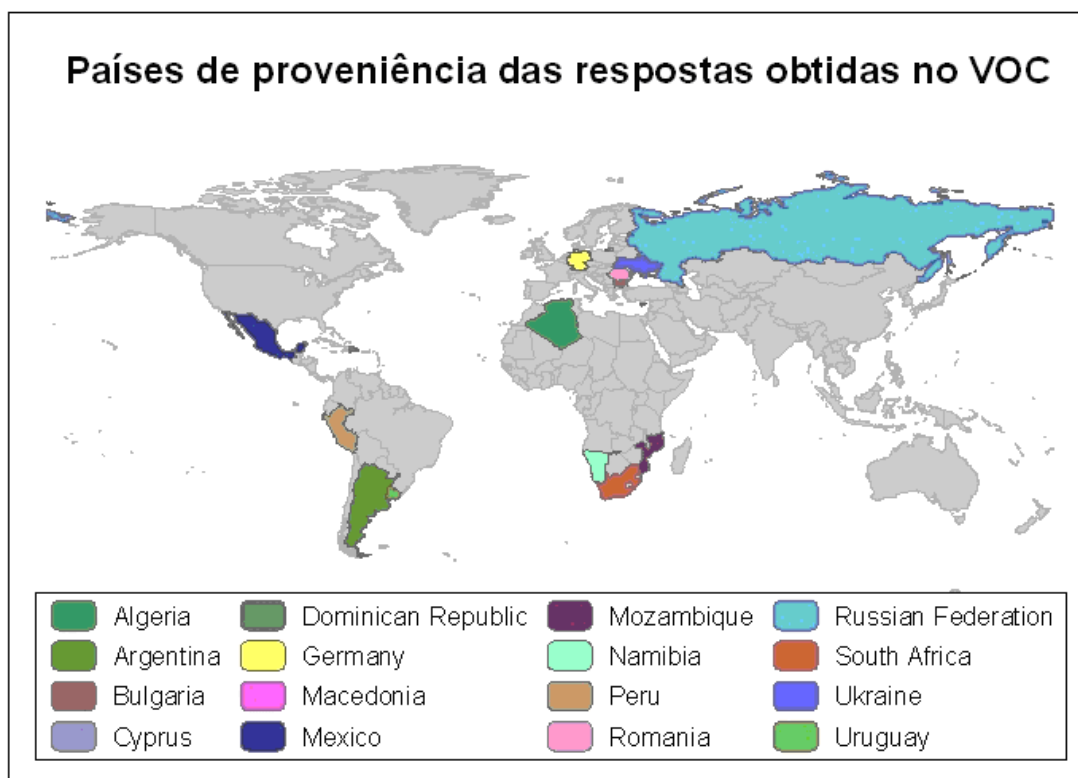 Países de proveniência das respostas obtidas no VOC
Algeria
Argentina
Bulgaria
Cyprus
Dominican Republic
Germany
Macedonia
Mexico
Mozambique
Namibia
Peru
Romania
Russian Federation
South Africa
Ukraine
Uruguay